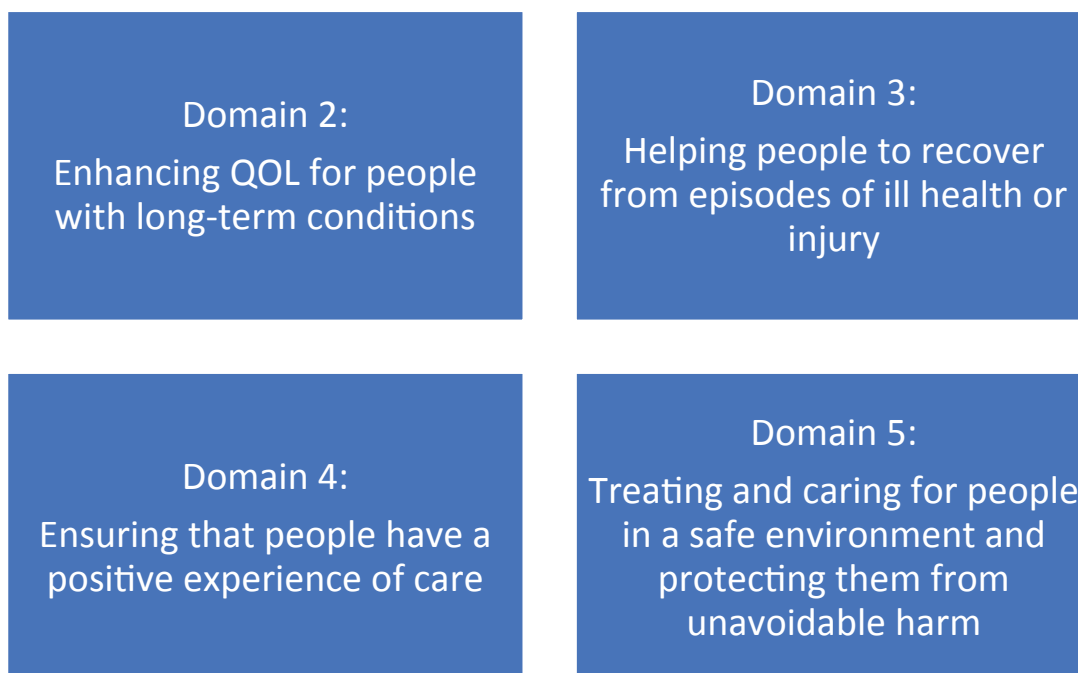 Domain 2:
Enhancing QOL for people
with long-term conditions
Domain 3:
Helping people to recover
from episodes of ill health or
injury
Domain 4:
Ensuring that people have a
positive experience of care
Domain 5:
Treating and caring for people
in a safe environment and
protecting them from
unavoidable harm